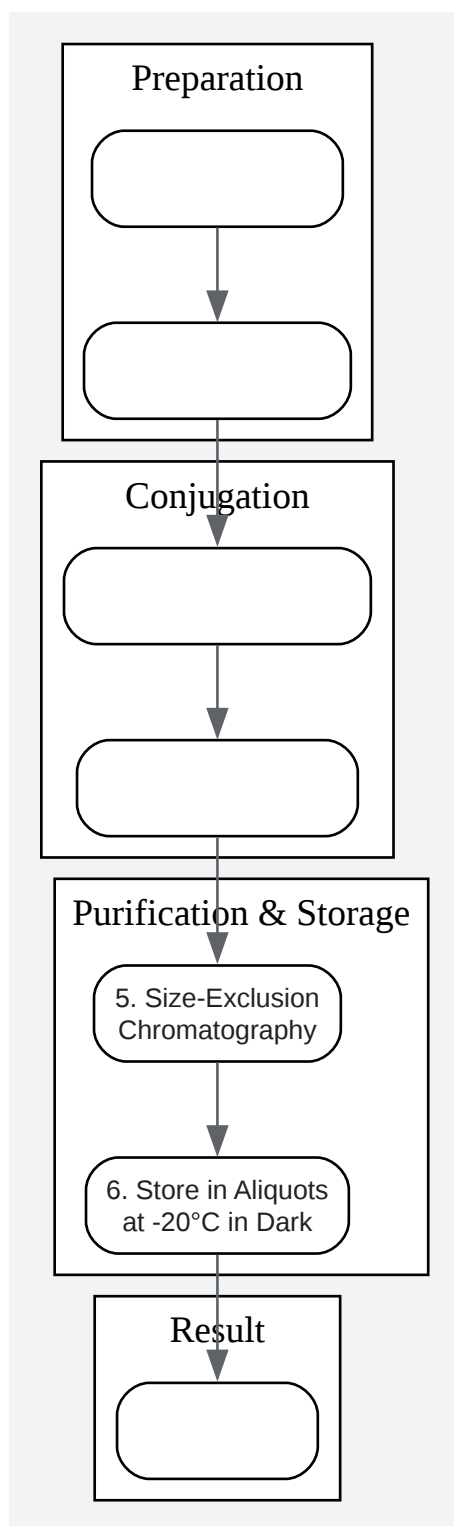 Preparation
Conjugation
Purification & Storage
5. Size-Exclusion
Chromatography
6. Store in Aliquots
at -20°C in Dark
Result